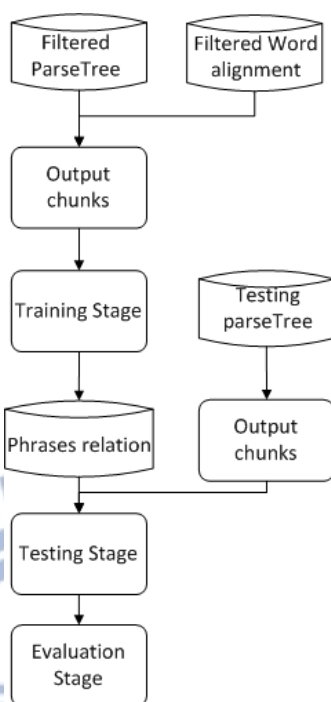 Filtered
ParseTree
Filtered Word
alignment
Output
chunks
Training Stage
Testing
parseTree
Phrases relation
Output
chunks
Testing Stage
Evaluation
Stage